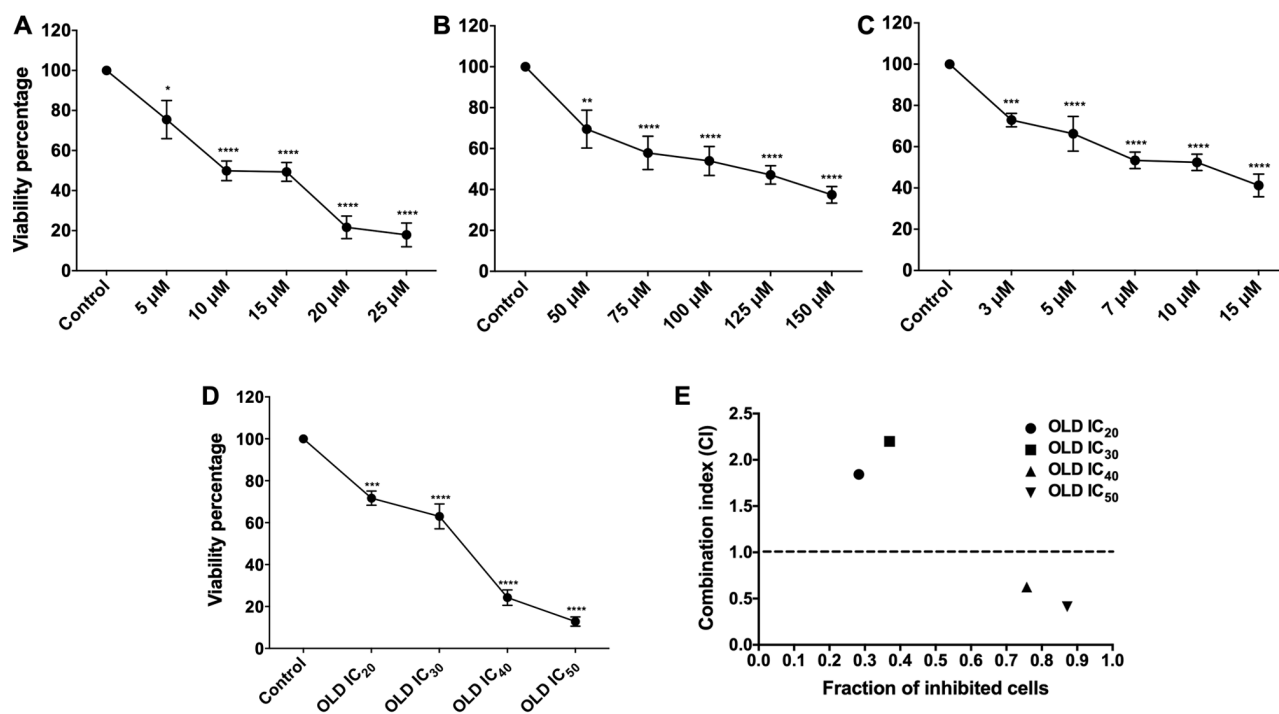 A
Viability percentage
120
100
80
60
40
20
0
*
****
****
****
****
Control
5 µM
10 µM
15 µM
20 µM
25 µM
B
120
100
80
60
40
20
0
**
****
****
****
****
Control
50 µM
75 µM
100 µM
125 µM
150 µM
C
120
100
80
60
40
20
0
***
****
****
****
****
Control
3 µM
5 µM
7 µM
10 µM
15 µM
D
Viability percentage
120
100
80
60
40
20
0
***
****
****
****
Control
OLD IC20
OLD IC30
OLD IC40
OLD IC50
E
Combination index (CI)
2.5
2.0
1.5
1.0
0.5
0.0
OLD IC20
OLD IC30
OLD IC40
OLD IC50
0.0 0.1 0.2 0.3 0.4 0.5 0.6 0.7 0.8 0.9 1.0
Fraction of inhibited cells